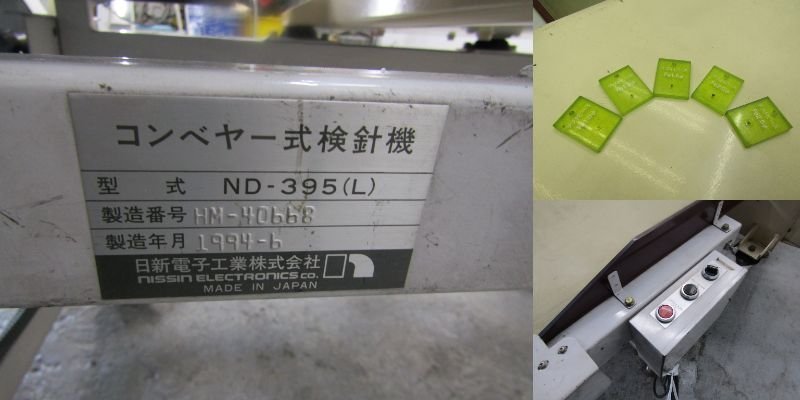 コンベヤー式検針機
型 式 ND-395(L)
製造番号 HM-40668
製造年月 1994-6
日新電子工業株式会社
NISSIN ELECTRONICS CO.
MADE IN JAPAN